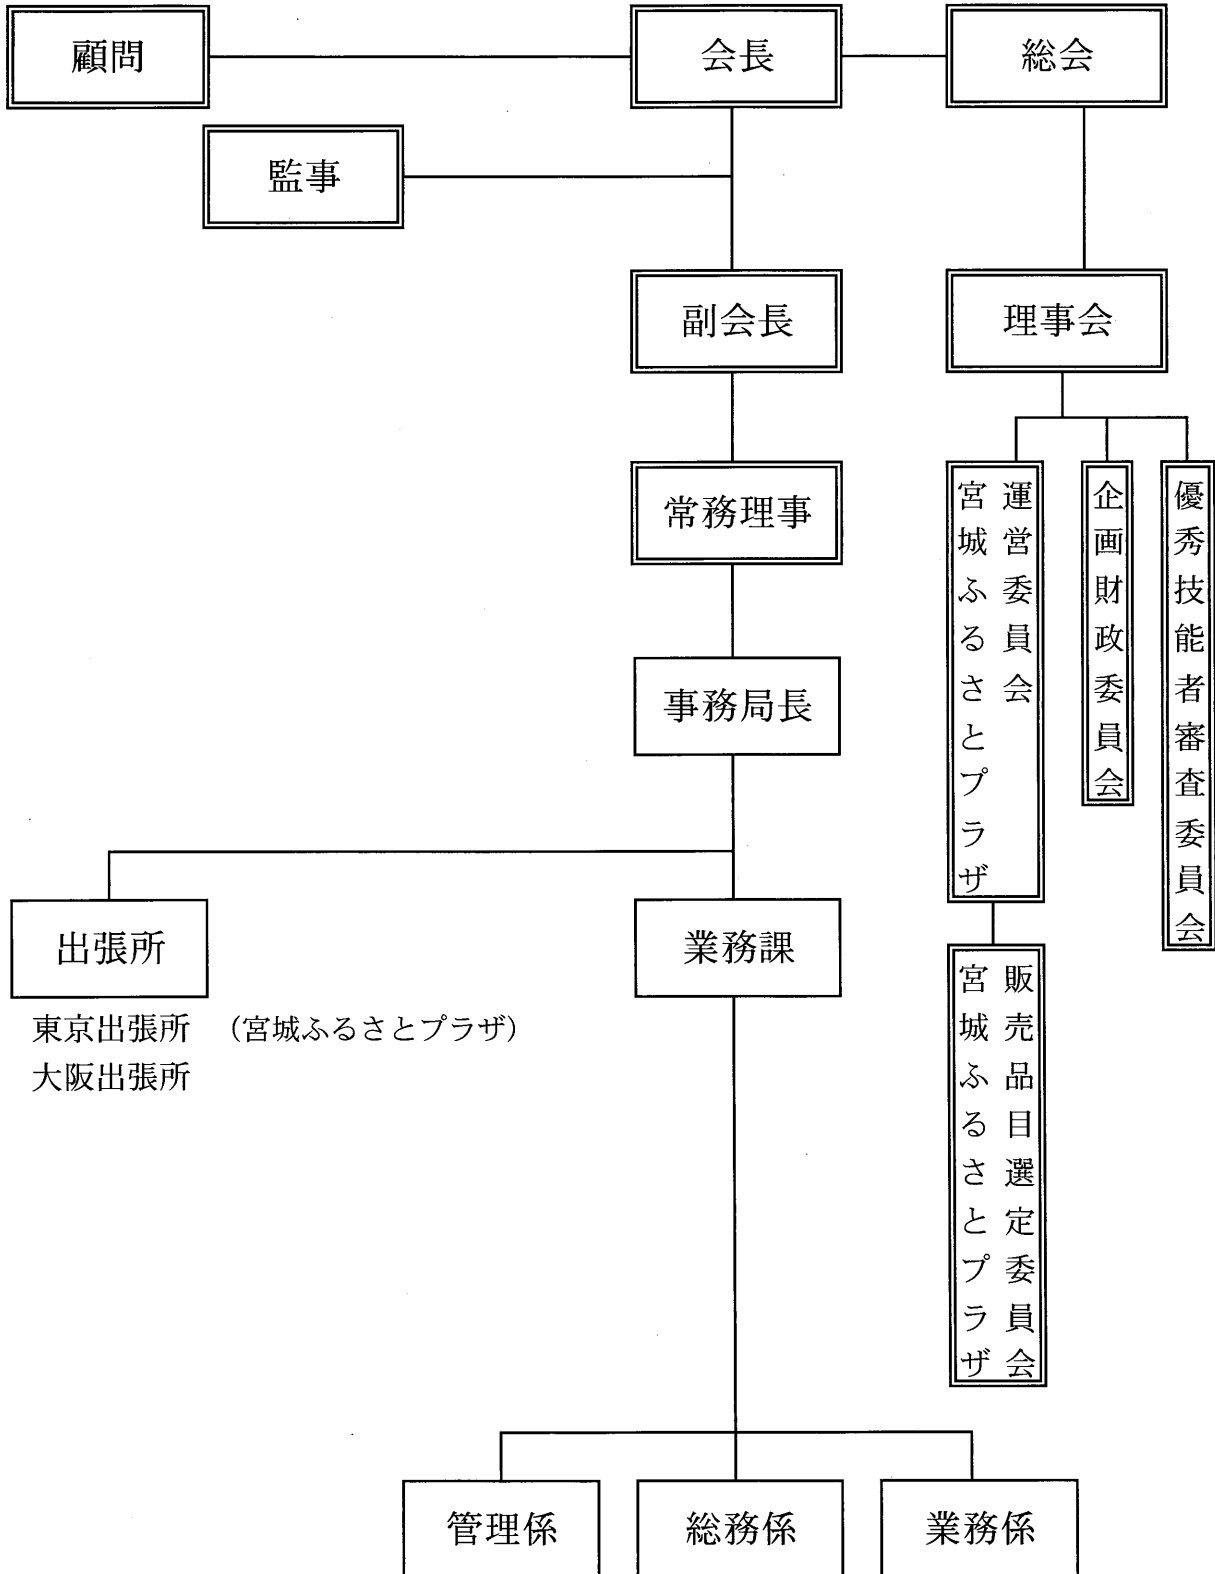 顧問
会長
総会
監事
副会長
理事会
常務理事
宮城ふるさとプラザ
運営委員会
企画財政委員会
優秀技能者審査委員会
事務局長
出張所
業務課
東京出張所 (宮城ふるさとプラザ)
大阪出張所
宮城ふるさとプラザ
販売品目選定委員会
管理係
総務係
業務係